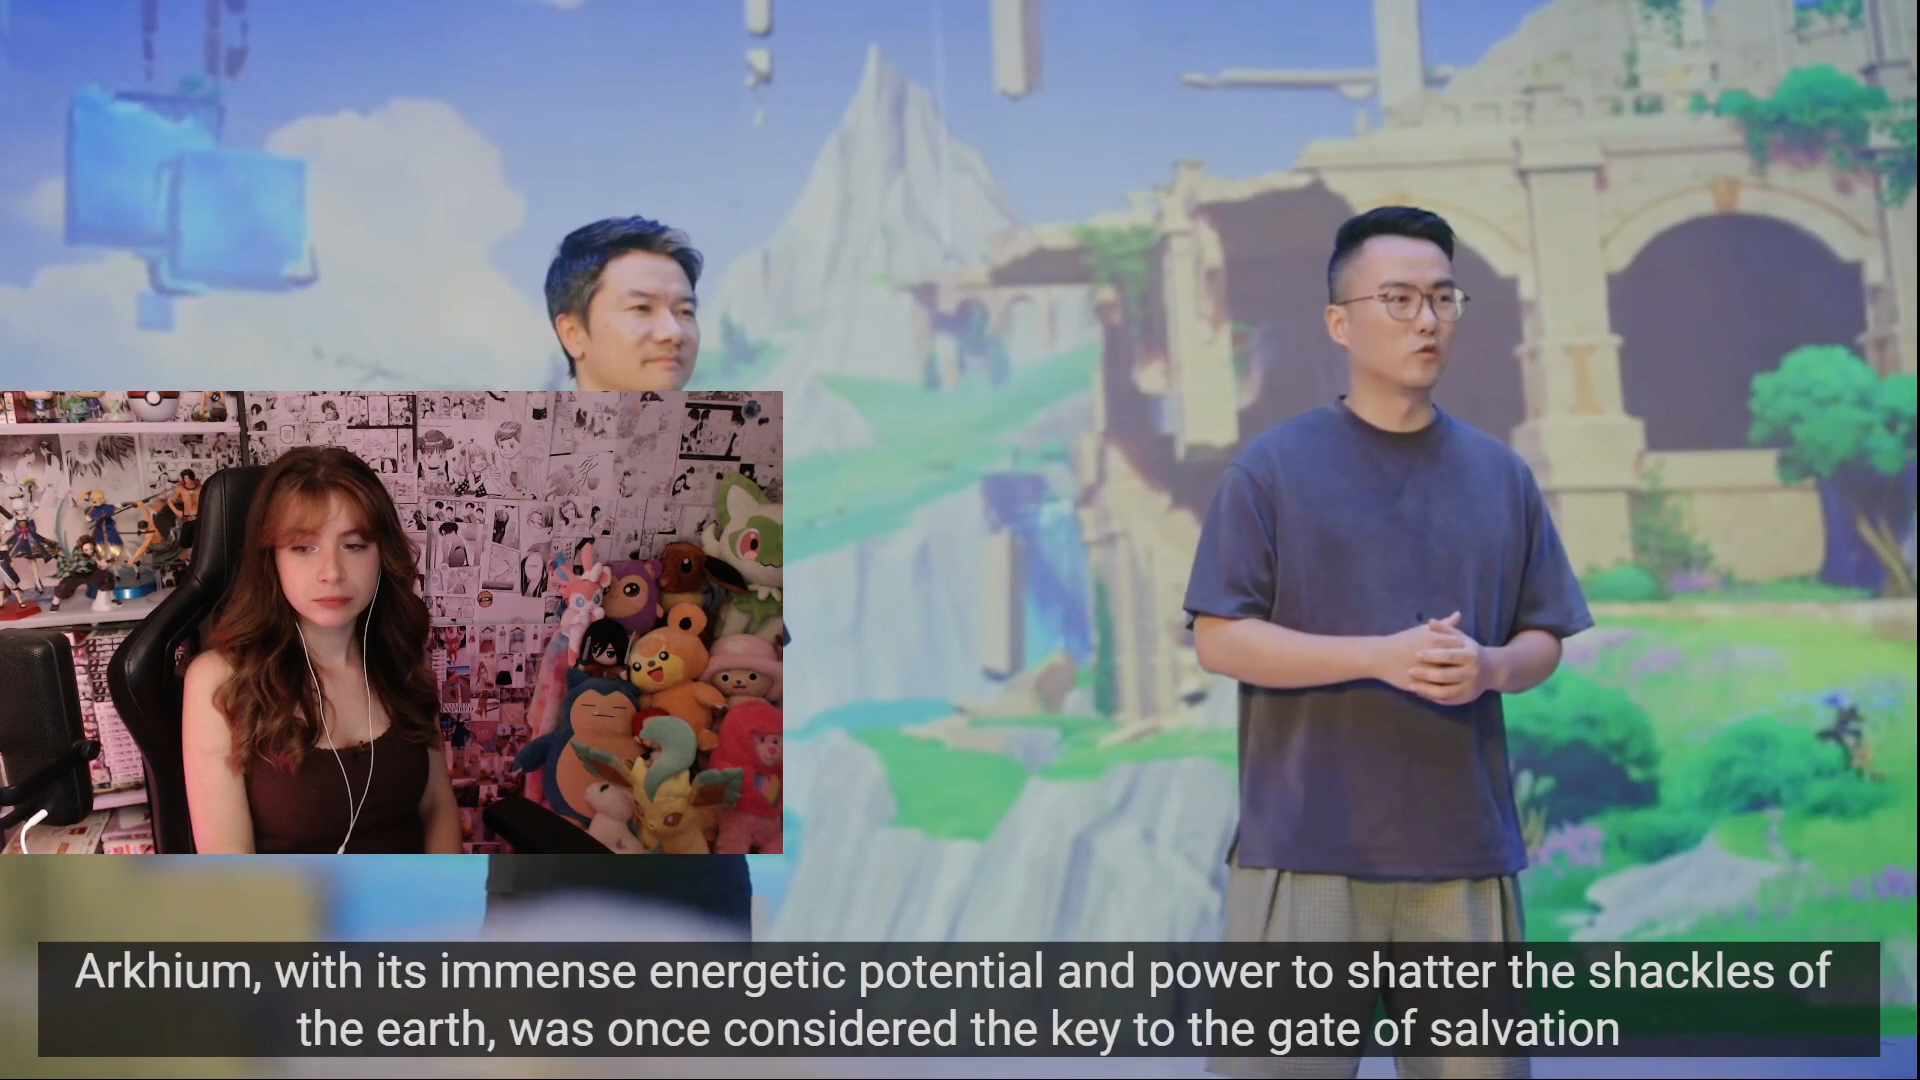 Arkhium, with its immense energetic potential and power to shatter the shackles of
the earth, was once considered the key to the gate of salvation